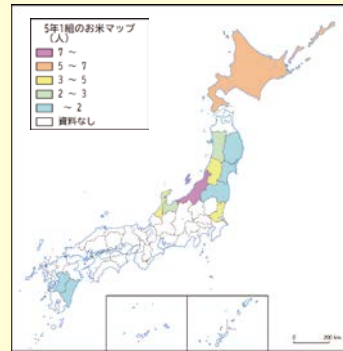 5年1組のお米マップ
（人）
7 ～
5 ～ 7
3 ～ 5
2 ～ 3
～ 2
資料なし
0 200 km